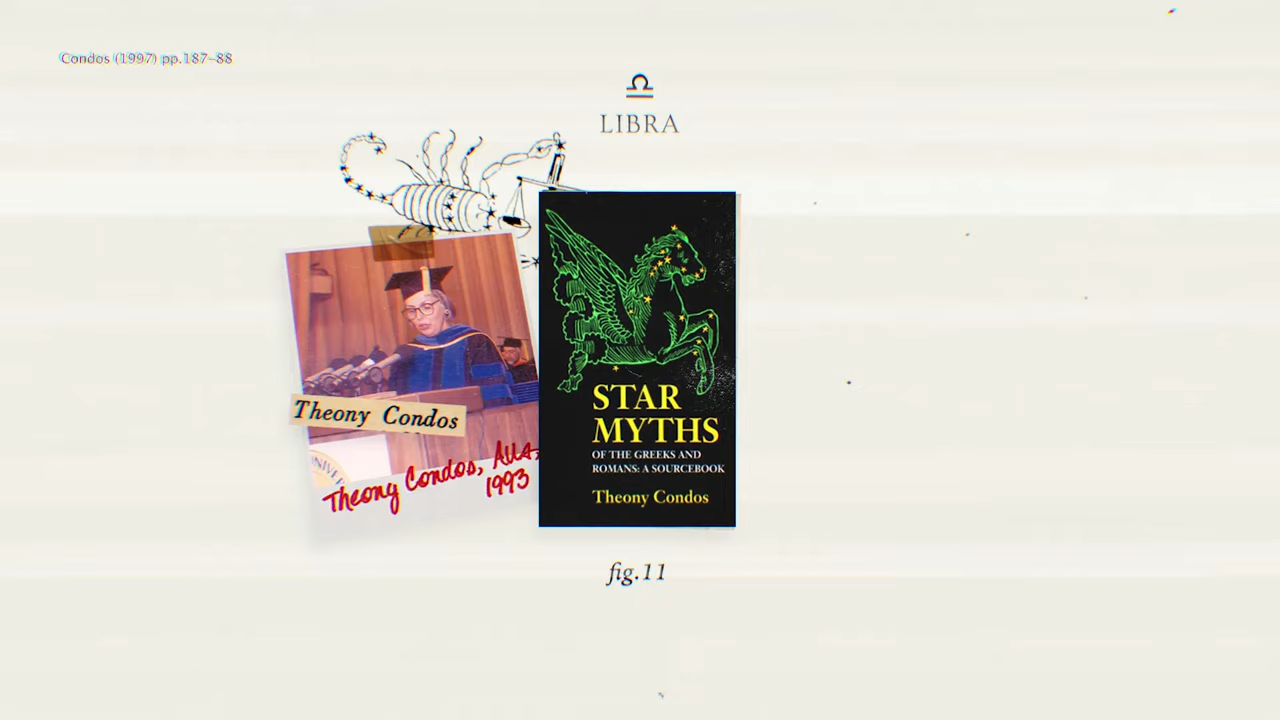 Condos (1997) pp.187–88
LIBRA
STAR
MYTHS
OF THE GREEKS AND
ROMANS: A SOURCEBOOK
Theony Condos
Theony Condos
Theony Condos, AUA,
1993
fig.11